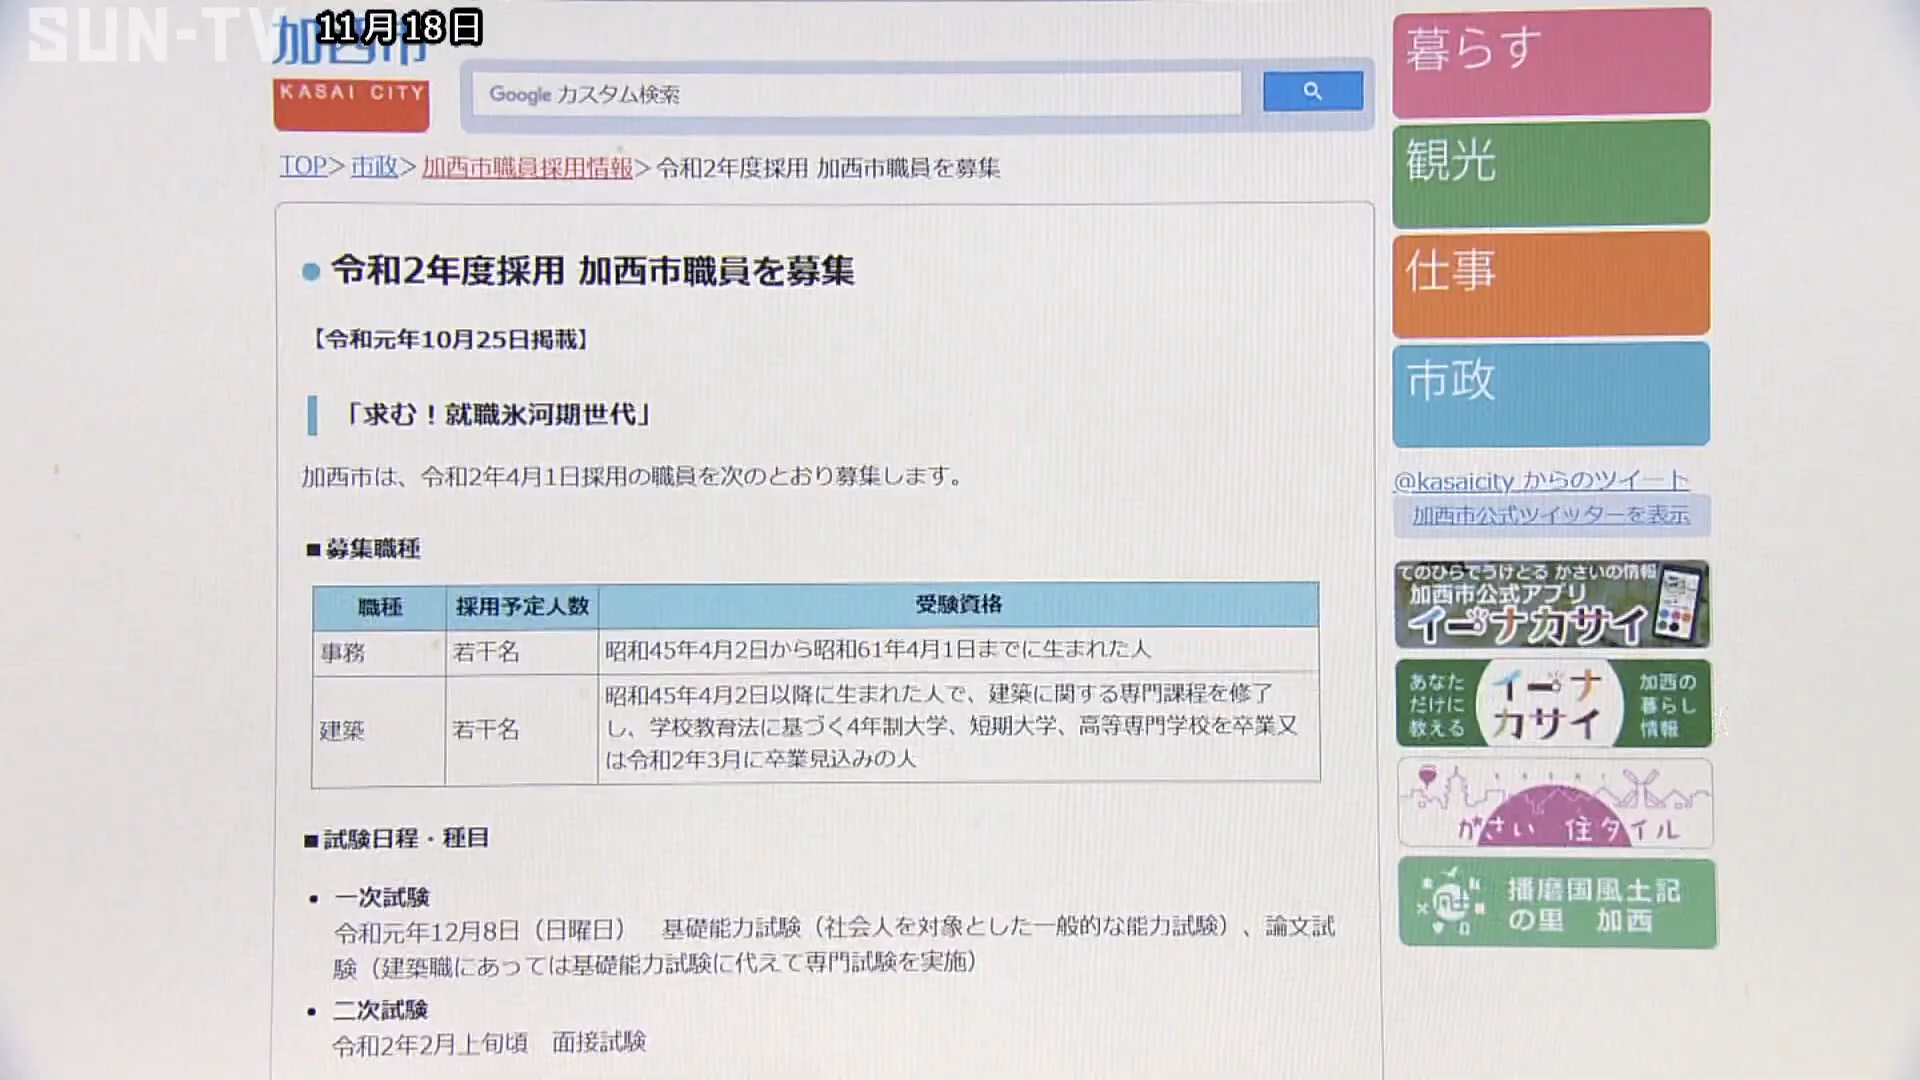 SUN-TV
11月18日
加西市
KASAI CITY
Google カスタム検索
TOP> 市政> 加西市職員採用情報> 令和2年度採用 加西市職員を募集
● 令和2年度採用 加西市職員を募集
【令和元年10月25日掲載】
「求む！就職氷河期世代」
加西市は、令和2年4月1日採用の職員を次のとおり募集します。
■募集職種
職種 採用予定人数 受験資格
事務 若干名 昭和45年4月2日から昭和61年4月1日までに生まれた人
建築 若干名 昭和45年4月2日以降に生まれた人で、建築に関する専門課程を修了
し、学校教育法に基づく4年制大学、短期大学、高等専門学校を卒業又
は令和2年3月に卒業見込みの人
■試験日程・種目
• 一次試験
令和元年12月8日（日曜日）　基礎能力試験（社会人を対象とした一般的な能力試験）、論文試
験（建築職にあっては基礎能力試験に代えて専門試験を実施）
• 二次試験
令和2年2月上旬頃　面接試験
暮らす
観光
仕事
市政
@kasaicity からのツイート
加西市公式ツイッターを表示
てのひらでうけとる かさいの情報
加西市公式アプリ
イーナカサイ
あなた
だけに
教える
イーナ
カサイ
加西の
暮らし
情報
かさい 住タイル
播磨国風土記
の里　加西